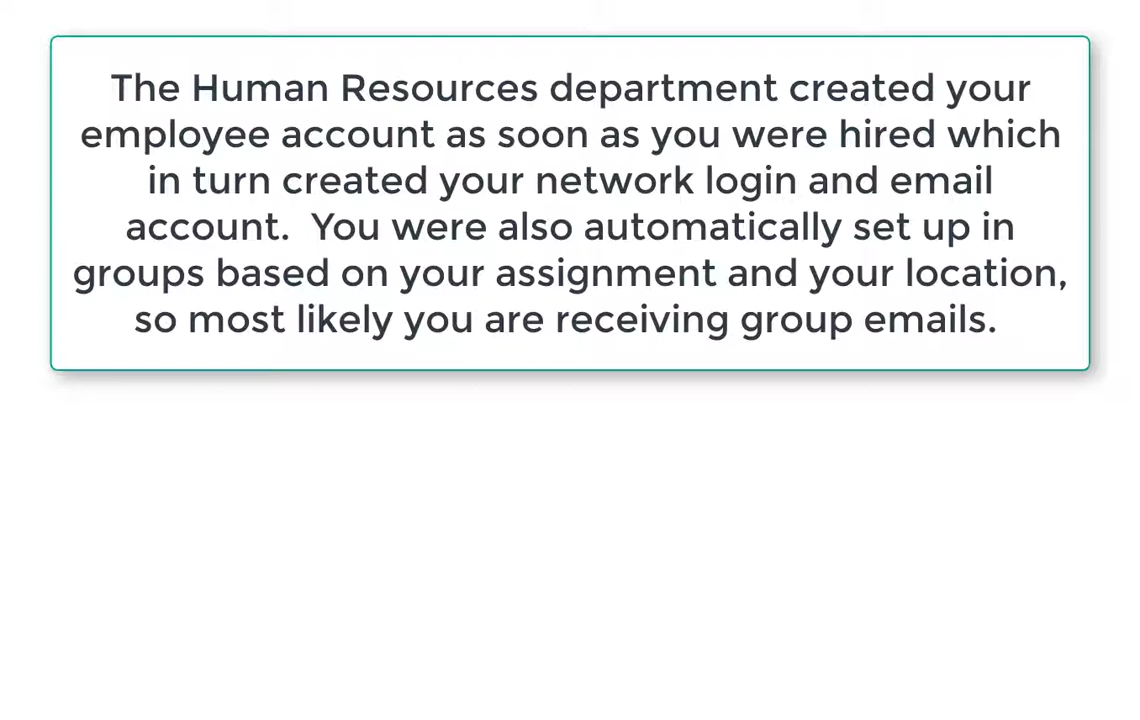 The Human Resources department created your
employee account as soon as you were hired which
in turn created your network login and email
account.  You were also automatically set up in
groups based on your assignment and your location,
so most likely you are receiving group emails.